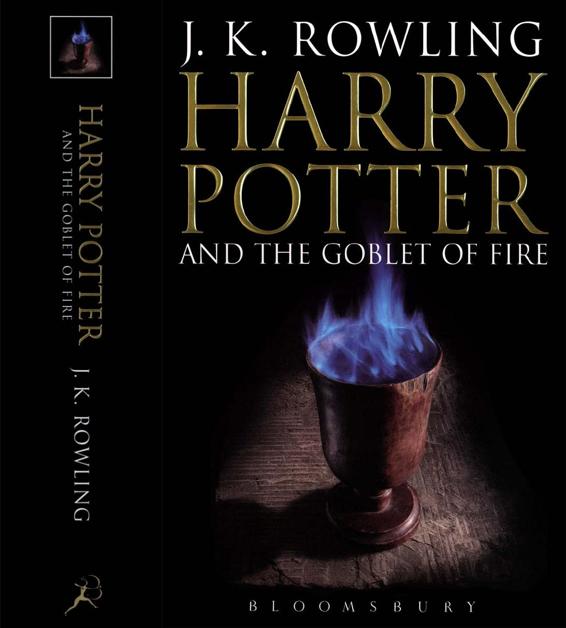 HARRY POTTER
AND THE GOBLET OF FIRE
J. K. ROWLING
J. K. ROWLING
HARRY
POTTER
AND THE GOBLET OF FIRE
BLOOMSBURY